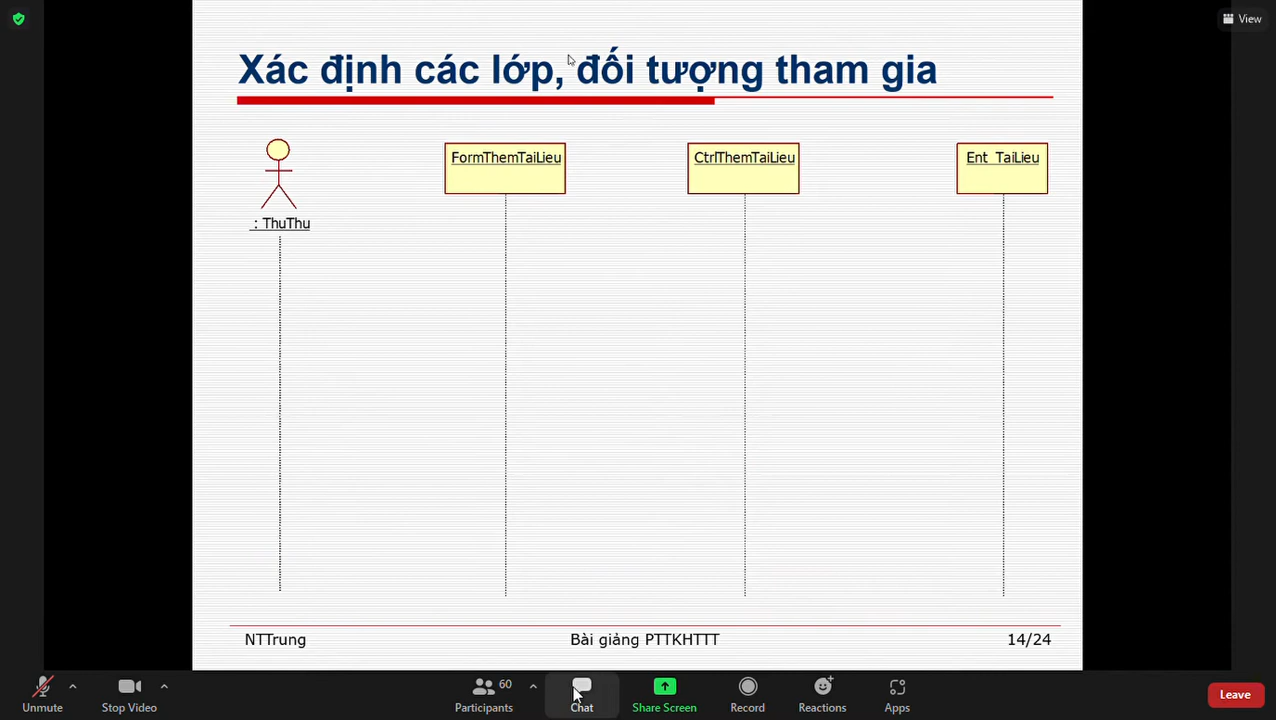 View
Xác định các lớp, đối tượng tham gia
FormThemTaiLieu
CtrlThemTaiLieu
Ent_TaiLieu
: ThuThu
NTTrung
Bài giảng PTTKHTTT
14/24
Unmute
Stop Video
60
Participants
Chat
Share Screen
Record
Reactions
Apps
Leave